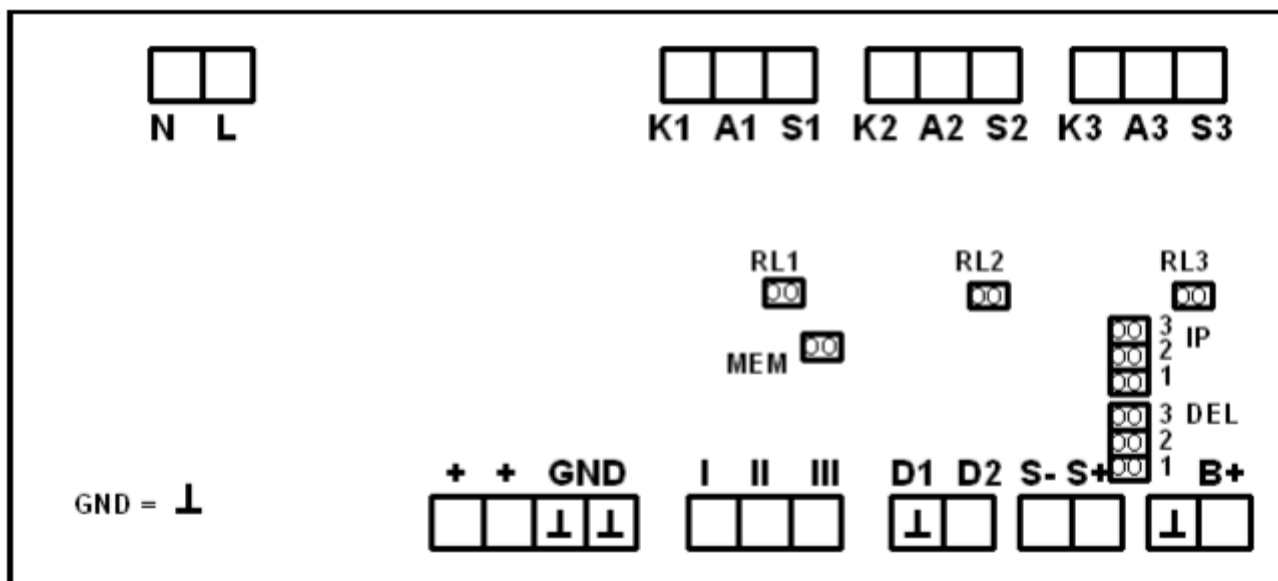 N L K1 A1 S1 K2 A2 S2 K3 A3 S3
RL1 RL2 RL3
3 IP
2
MEM 1
3 DEL
2
1
+ + GND I II III D1 D2 S- S+ B+
GND = ⊥ ⊥ ⊥ ⊥ ⊥